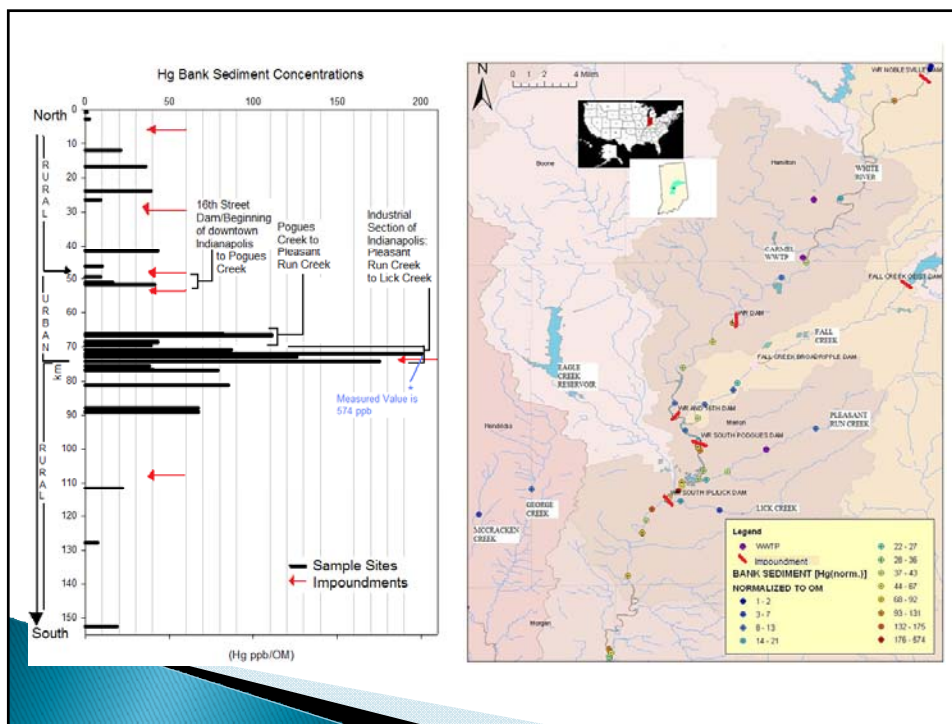 Hg Bank Sediment Concentrations
0 50 100 150 200
North
0
10
20
30
40
50
60
70
km
80
90
100
110
120
130
140
150
South
RURAL
URBAN
RURAL
16th Street
Dam/Beginning
of downtown
Indianapolis
to Pogues
Creek
Pogues
Creek to
Pleasant
Run Creek
Industrial
Section of
Indianapolis:
Pleasant
Run Creek
to Lick Creek
*
Measured Value is
574 ppb
Sample Sites
Impoundments
(Hg ppb/OM)
N
0 1 2 4 Miles
WR NOBLESVILLE DAM
Boone
Hamilton
WHITE
RIVER
CARMEL
WWTP
FALL CREEK GEIST DAM
WR DAM
FALL
CREEK
FALL CREEK BROADRIPPLE DAM
EAGLE
CREEK
RESERVOIR
WR AND 16TH DAM
Marion
PLEASANT
RUN CREEK
Hendricks
WR SOUTH PODGUES DAM
GEORGE
CREEK
MCCRACKEN
CREEK
LICK CREEK
Morgan
Legend
WWTP
Impoundment
BANK SEDIMENT [Hg(norm.)]
NORMALIZED TO OM
1 - 2
3 - 7
8 - 13
14 - 21
22 - 27
28 - 36
37 - 43
44 - 67
68 - 92
93 - 131
132 - 175
176 - 574